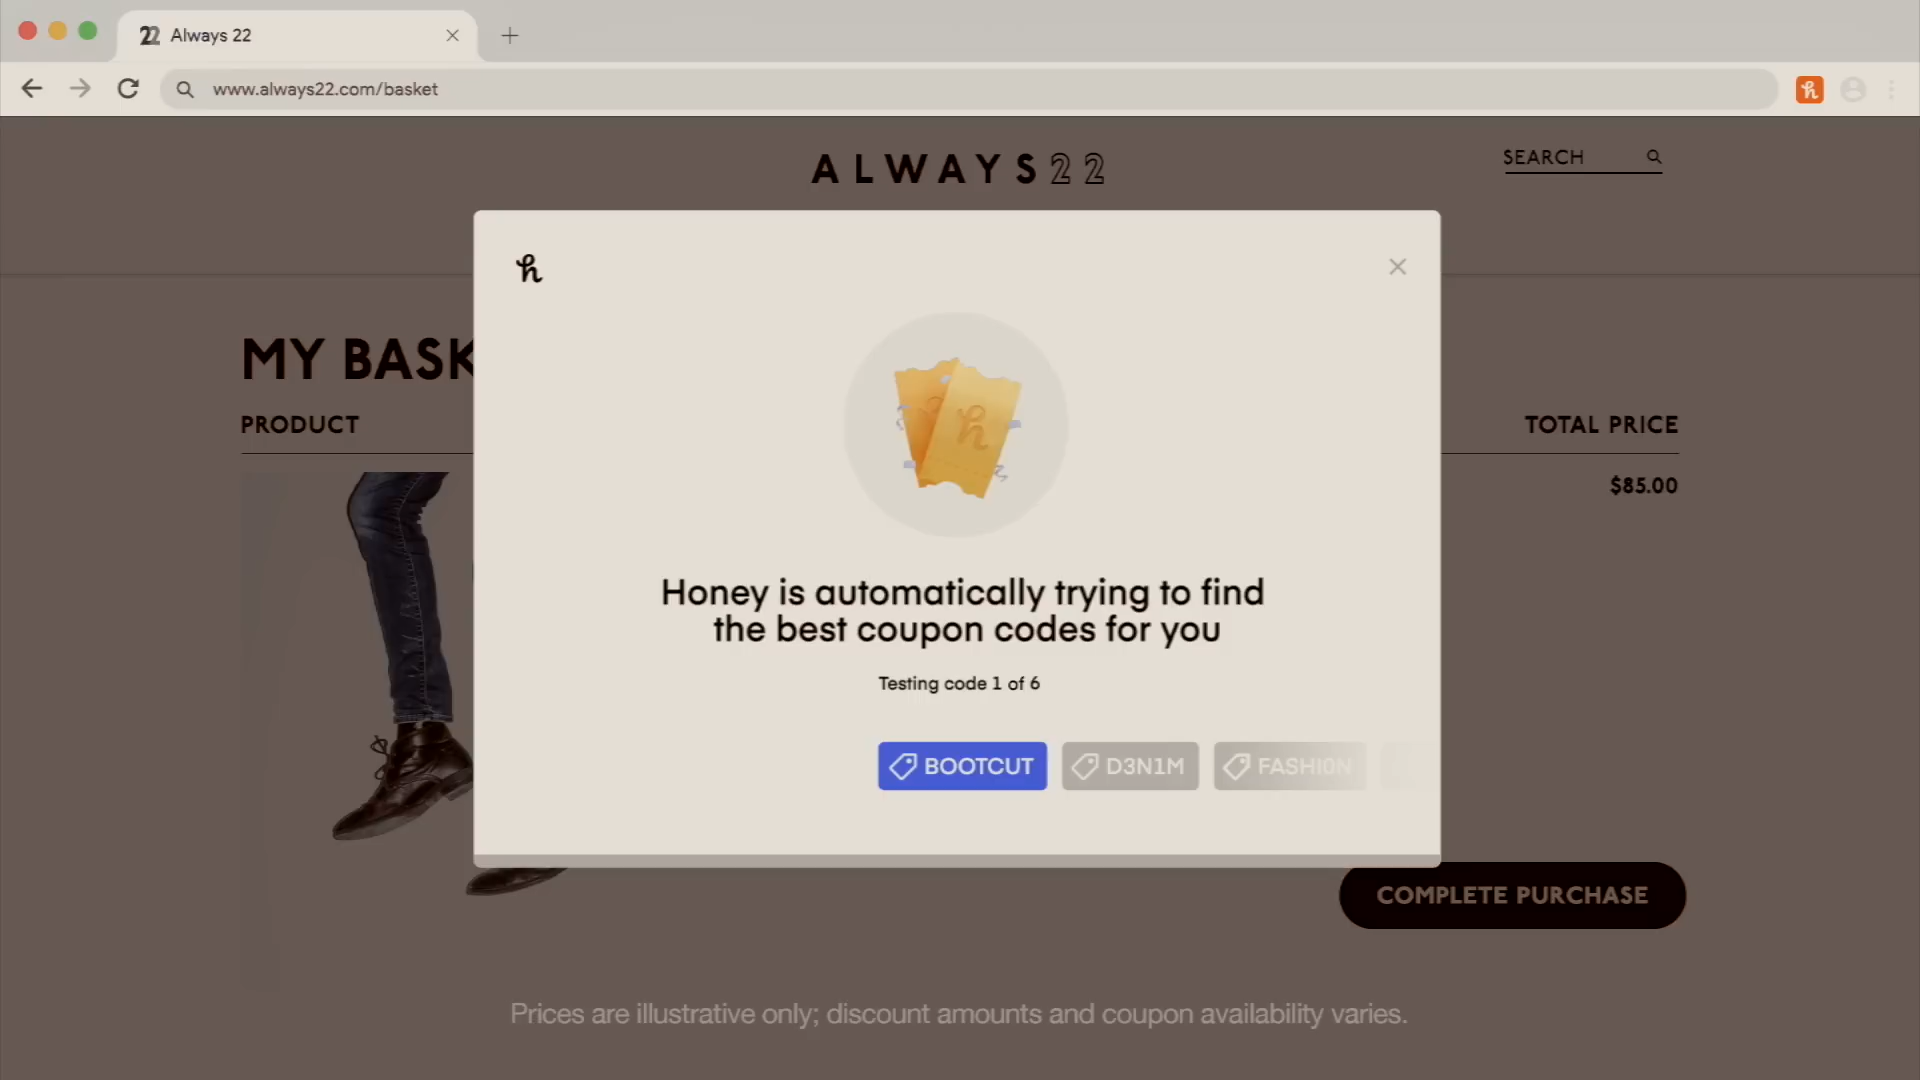 22 Always 22
www.always22.com/basket
ALWAYS22
SEARCH
h
MY BASK
PRODUCT
TOTAL PRICE
$85.00
Honey is automatically trying to find
the best coupon codes for you
Testing code 1 of 6
BOOTCUT
D3N1M
FASHI0N
COMPLETE PURCHASE
Prices are illustrative only; discount amounts and coupon availability varies.